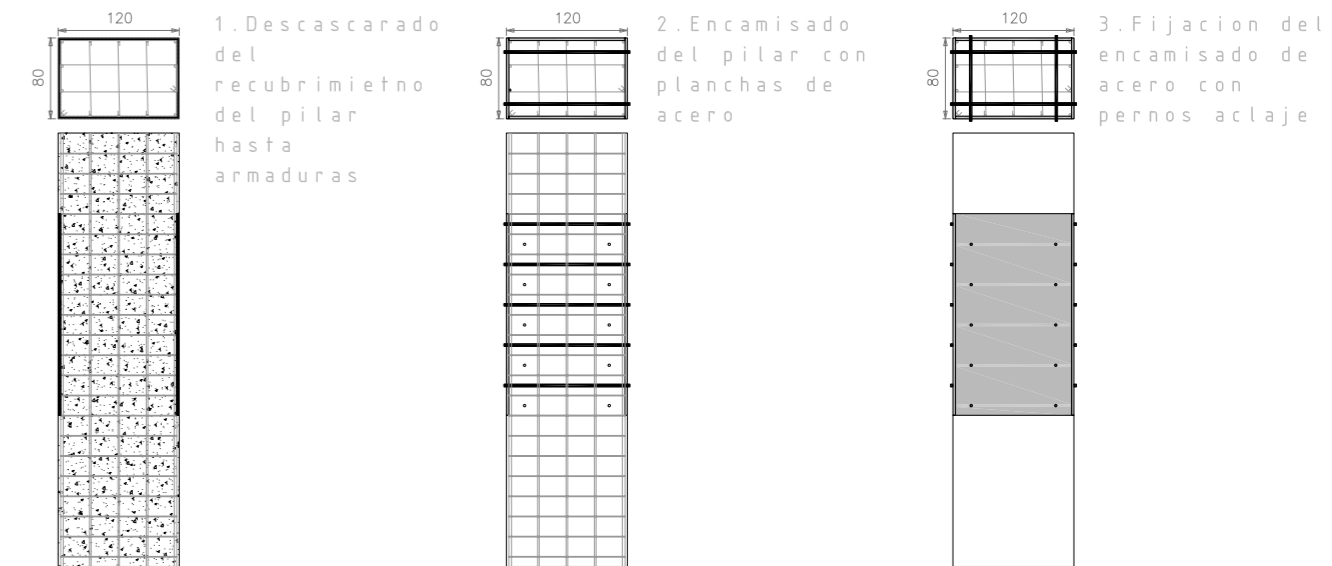 120
80
1.Descascarado
del
recubrimietno
del pilar
hasta
armaduras
120
80
2.Encamisado
del pilar con
planchas de
acero
120
80
3.Fijacion del
encamisado de
acero con
pernos aclaje